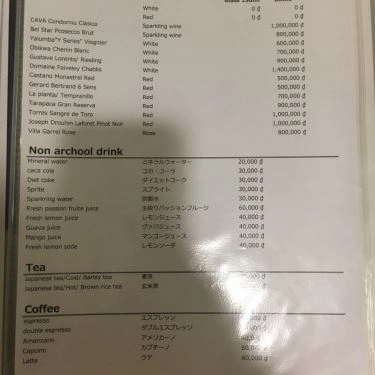 Glass 150ml
White 0 ₫ 0 ₫
Red 0 ₫ 0 ₫
CAVA Condorniu Clasico Sparkling wine 1,000,000 ₫
Bel Star Pcosecco Brut Sparkling wine 800,000 ₫
Yalumba"Y Series" Viognier White 600,000 ₫
Obikwa Chenin Blanc White 700,000 ₫
Gustave Lorents/ Riesling White 900,000 ₫
Domaine Faiveley Chablis White 1,400,000 ₫
Castano Monastrel Red Red 500,000 ₫
Gerard Bertrand 6 Sens Red 500,000 ₫
La planta/ Tempranillo Red 700,000 ₫
Tarapaca Gran Reserva Red 900,000 ₫
Torres Sangre de Toro Red 1,000,000 ₫
Joseph Drouhin Laforet Pinot Noir Red 1,000,000 ₫
Villa Garrel Rose Rose 800,000 ₫
Non archool drink
Mineral water ミネラルウォーター 20,000 ₫
caca cola コカ・コーラ 30,000 ₫
Diet coke ダイエットコーク 30,000 ₫
Sprite スプライト 30,000 ₫
Sparkring water 炭酸水 30,000 ₫
Fresh passion fruite juice 生絞りパッションフルーツ 60,000 ₫
Fresh lemon juice レモンジュース 40,000 ₫
Guava juice グァバジュース 40,000 ₫
Mango juice マンゴージュース 40,000 ₫
Fresh lemon soda レモンソーダ 40,000 ₫
Tea
Japanese tea/Cold/ Barley tea 麦茶
Japanese tea/Hot/ Brown rice tea 玄米茶
Coffee
espresso エスプレッソ
double espresso ダブルエスプレッソ
Amaricano アメリカーノ
Capcino カプチーノ 60,000 ₫
Latte ラテ 60,000 ₫